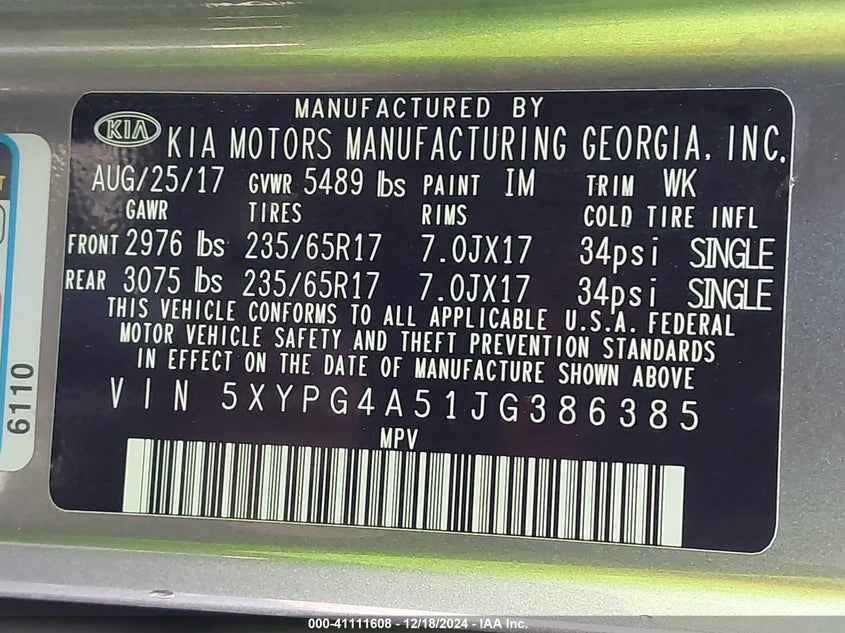 MANUFACTURED BY
KIA KIA MOTORS MANUFACTURING GEORGIA, INC.
AUG/25/17 GVWR 5489 lbs PAINT IM TRIM WK
GAWR TIRES RIMS COLD TIRE INFL
FRONT 2976 lbs 235/65R17 7.0JX17 34psi SINGLE
REAR 3075 lbs 235/65R17 7.0JX17 34psi SINGLE
THIS VEHICLE CONFORMS TO ALL APPLICABLE U.S.A. FEDERAL
MOTOR VEHICLE SAFETY AND THEFT PREVENTION STANDARDS
IN EFFECT ON THE DATE OF MANUFACTURE SHOWN ABOVE
VIN 5XYPG4A51JG386385
MPV
6110
000-41111608 - 12/18/2024 - IAA Inc.